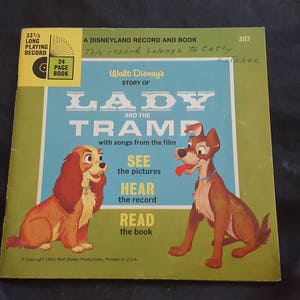 A DISNEYLAND RECORD AND BOOK 307
33⅓
LONG
PLAYING
RECORD
24
PAGE
BOOK
This record belongs to Cathy
Walt Disney's
STORY OF
LADY
AND THE
TRAMP
with songs from the film
SEE
the pictures
HEAR
the record
READ
the book
© Copyright 1965 Walt Disney Productions, Printed in U.S.A.